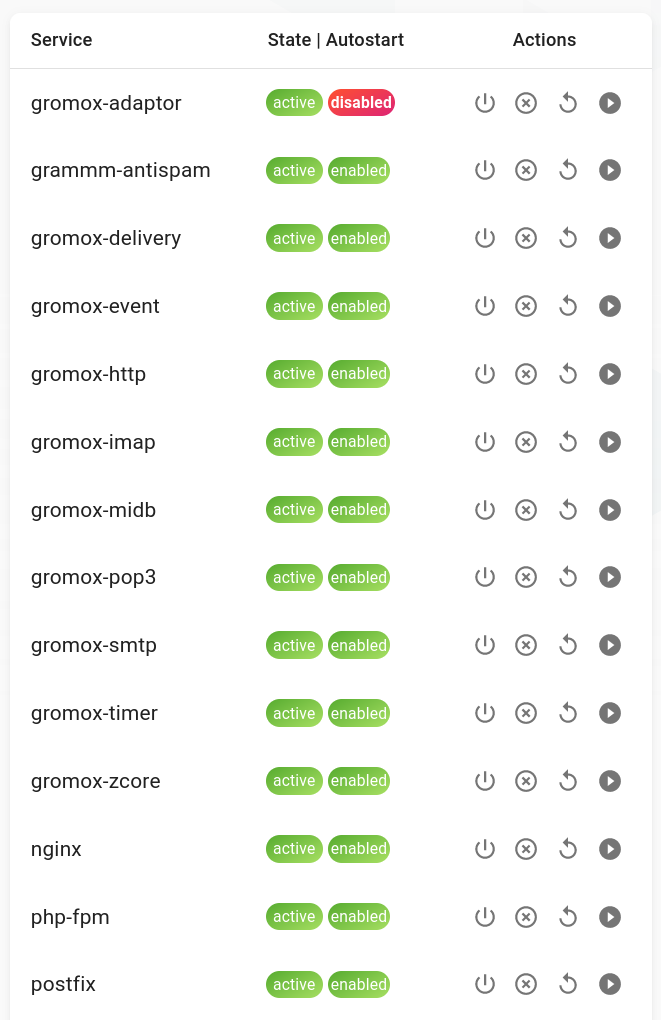 Service State | Autostart Actions
gromox-adaptor active disabled
grammm-antispam active enabled
gromox-delivery active enabled
gromox-event active enabled
gromox-http active enabled
gromox-imap active enabled
gromox-midb active enabled
gromox-pop3 active enabled
gromox-smtp active enabled
gromox-timer active enabled
gromox-zcore active enabled
nginx active enabled
php-fpm active enabled
postfix active enabled